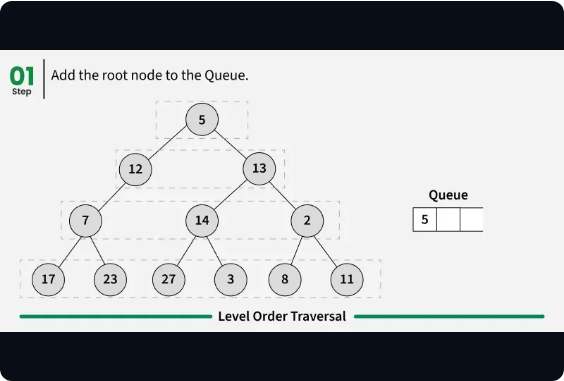 01
Step
Add the root node to the Queue.
5
12 13
7 14 2
Queue
5
17 23 27 3 8 11
Level Order Traversal